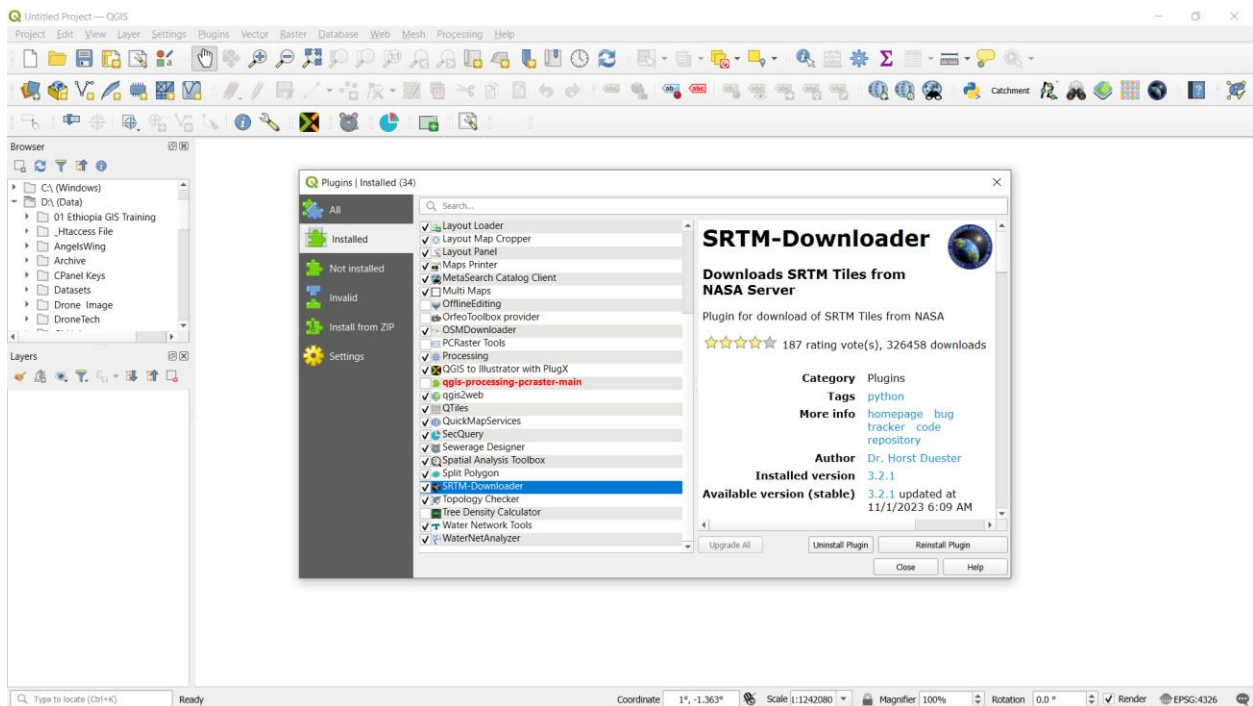 Untitled Project — QGIS
Project Edit View Layer Settings Plugins Vector Raster Database Web Mesh Processing Help
Catchment
Browser
C:\ (Windows)
D:\ (Data)
01 Ethiopia GIS Training
_Htaccess File
AngelsWing
Archive
CPanel Keys
Datasets
Drone Image
DroneTech
Layers
Plugins | Installed (34)
All
Installed
Not installed
Invalid
Install from ZIP
Settings
Search...
Layout Loader
Layout Map Cropper
Layout Panel
Maps Printer
MetaSearch Catalog Client
Multi Maps
OfflineEditing
OrfeoToolbox provider
OSMDownloader
PCRaster Tools
Processing
QGIS to Illustrator with PlugX
qgis-processing-pcraster-main
qgis2web
QTiles
QuickMapServices
SecQuery
Sewerage Designer
Spatial Analysis Toolbox
Split Polygon
SRTM-Downloader
Topology Checker
Tree Density Calculator
Water Network Tools
WaterNetAnalyzer
SRTM-Downloader
Downloads SRTM Tiles from
NASA Server
Plugin for download of SRTM Tiles from NASA
187 rating vote(s), 326458 downloads
Category Plugins
Tags python
More info homepage bug
tracker code
repository
Author Dr. Horst Duester
Installed version 3.2.1
Available version (stable) 3.2.1 updated at
11/1/2023 6:09 AM
Upgrade All Uninstall Plugin Reinstall Plugin
Close Help
Type to locate (Ctrl+K) Ready Coordinate 1°, -1.363° Scale 1:1242080 Magnifier 100% Rotation 0.0 ° Render EPSG:4326